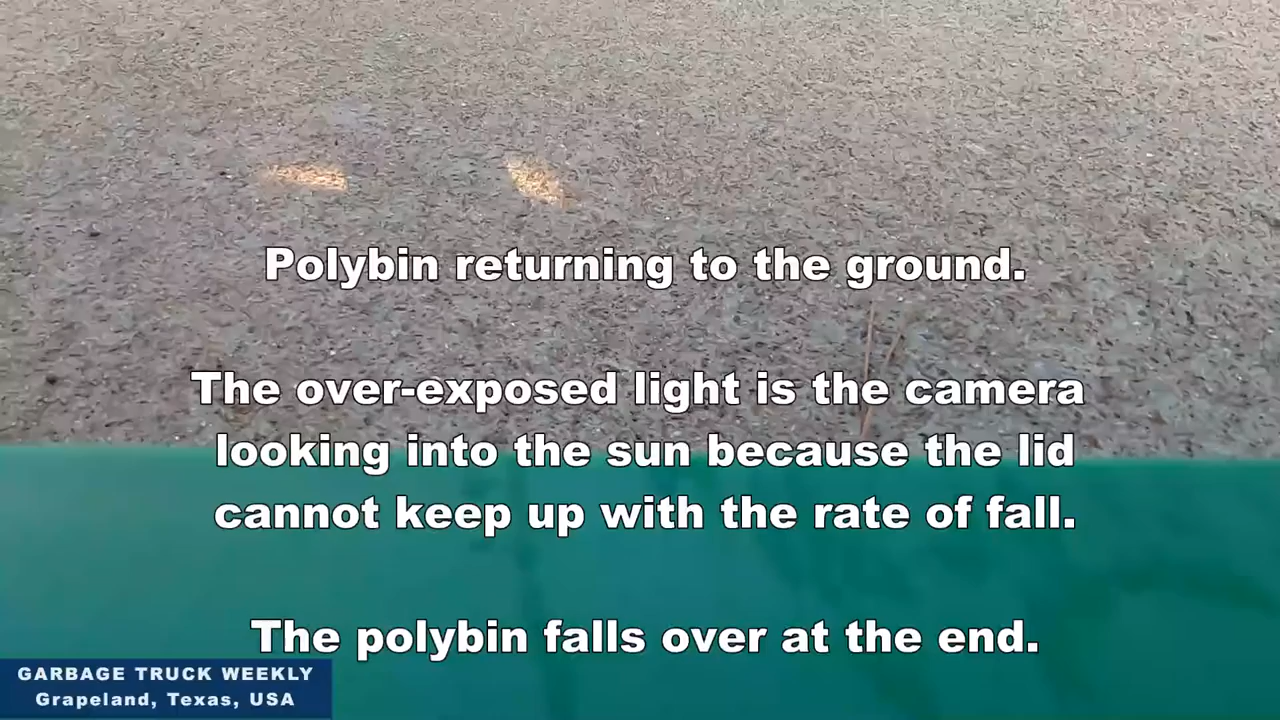 Polybin returning to the ground.
The over-exposed light is the camera
looking into the sun because the lid
cannot keep up with the rate of fall.
The polybin falls over at the end.
GARBAGE TRUCK WEEKLY
Grapeland, Texas, USA